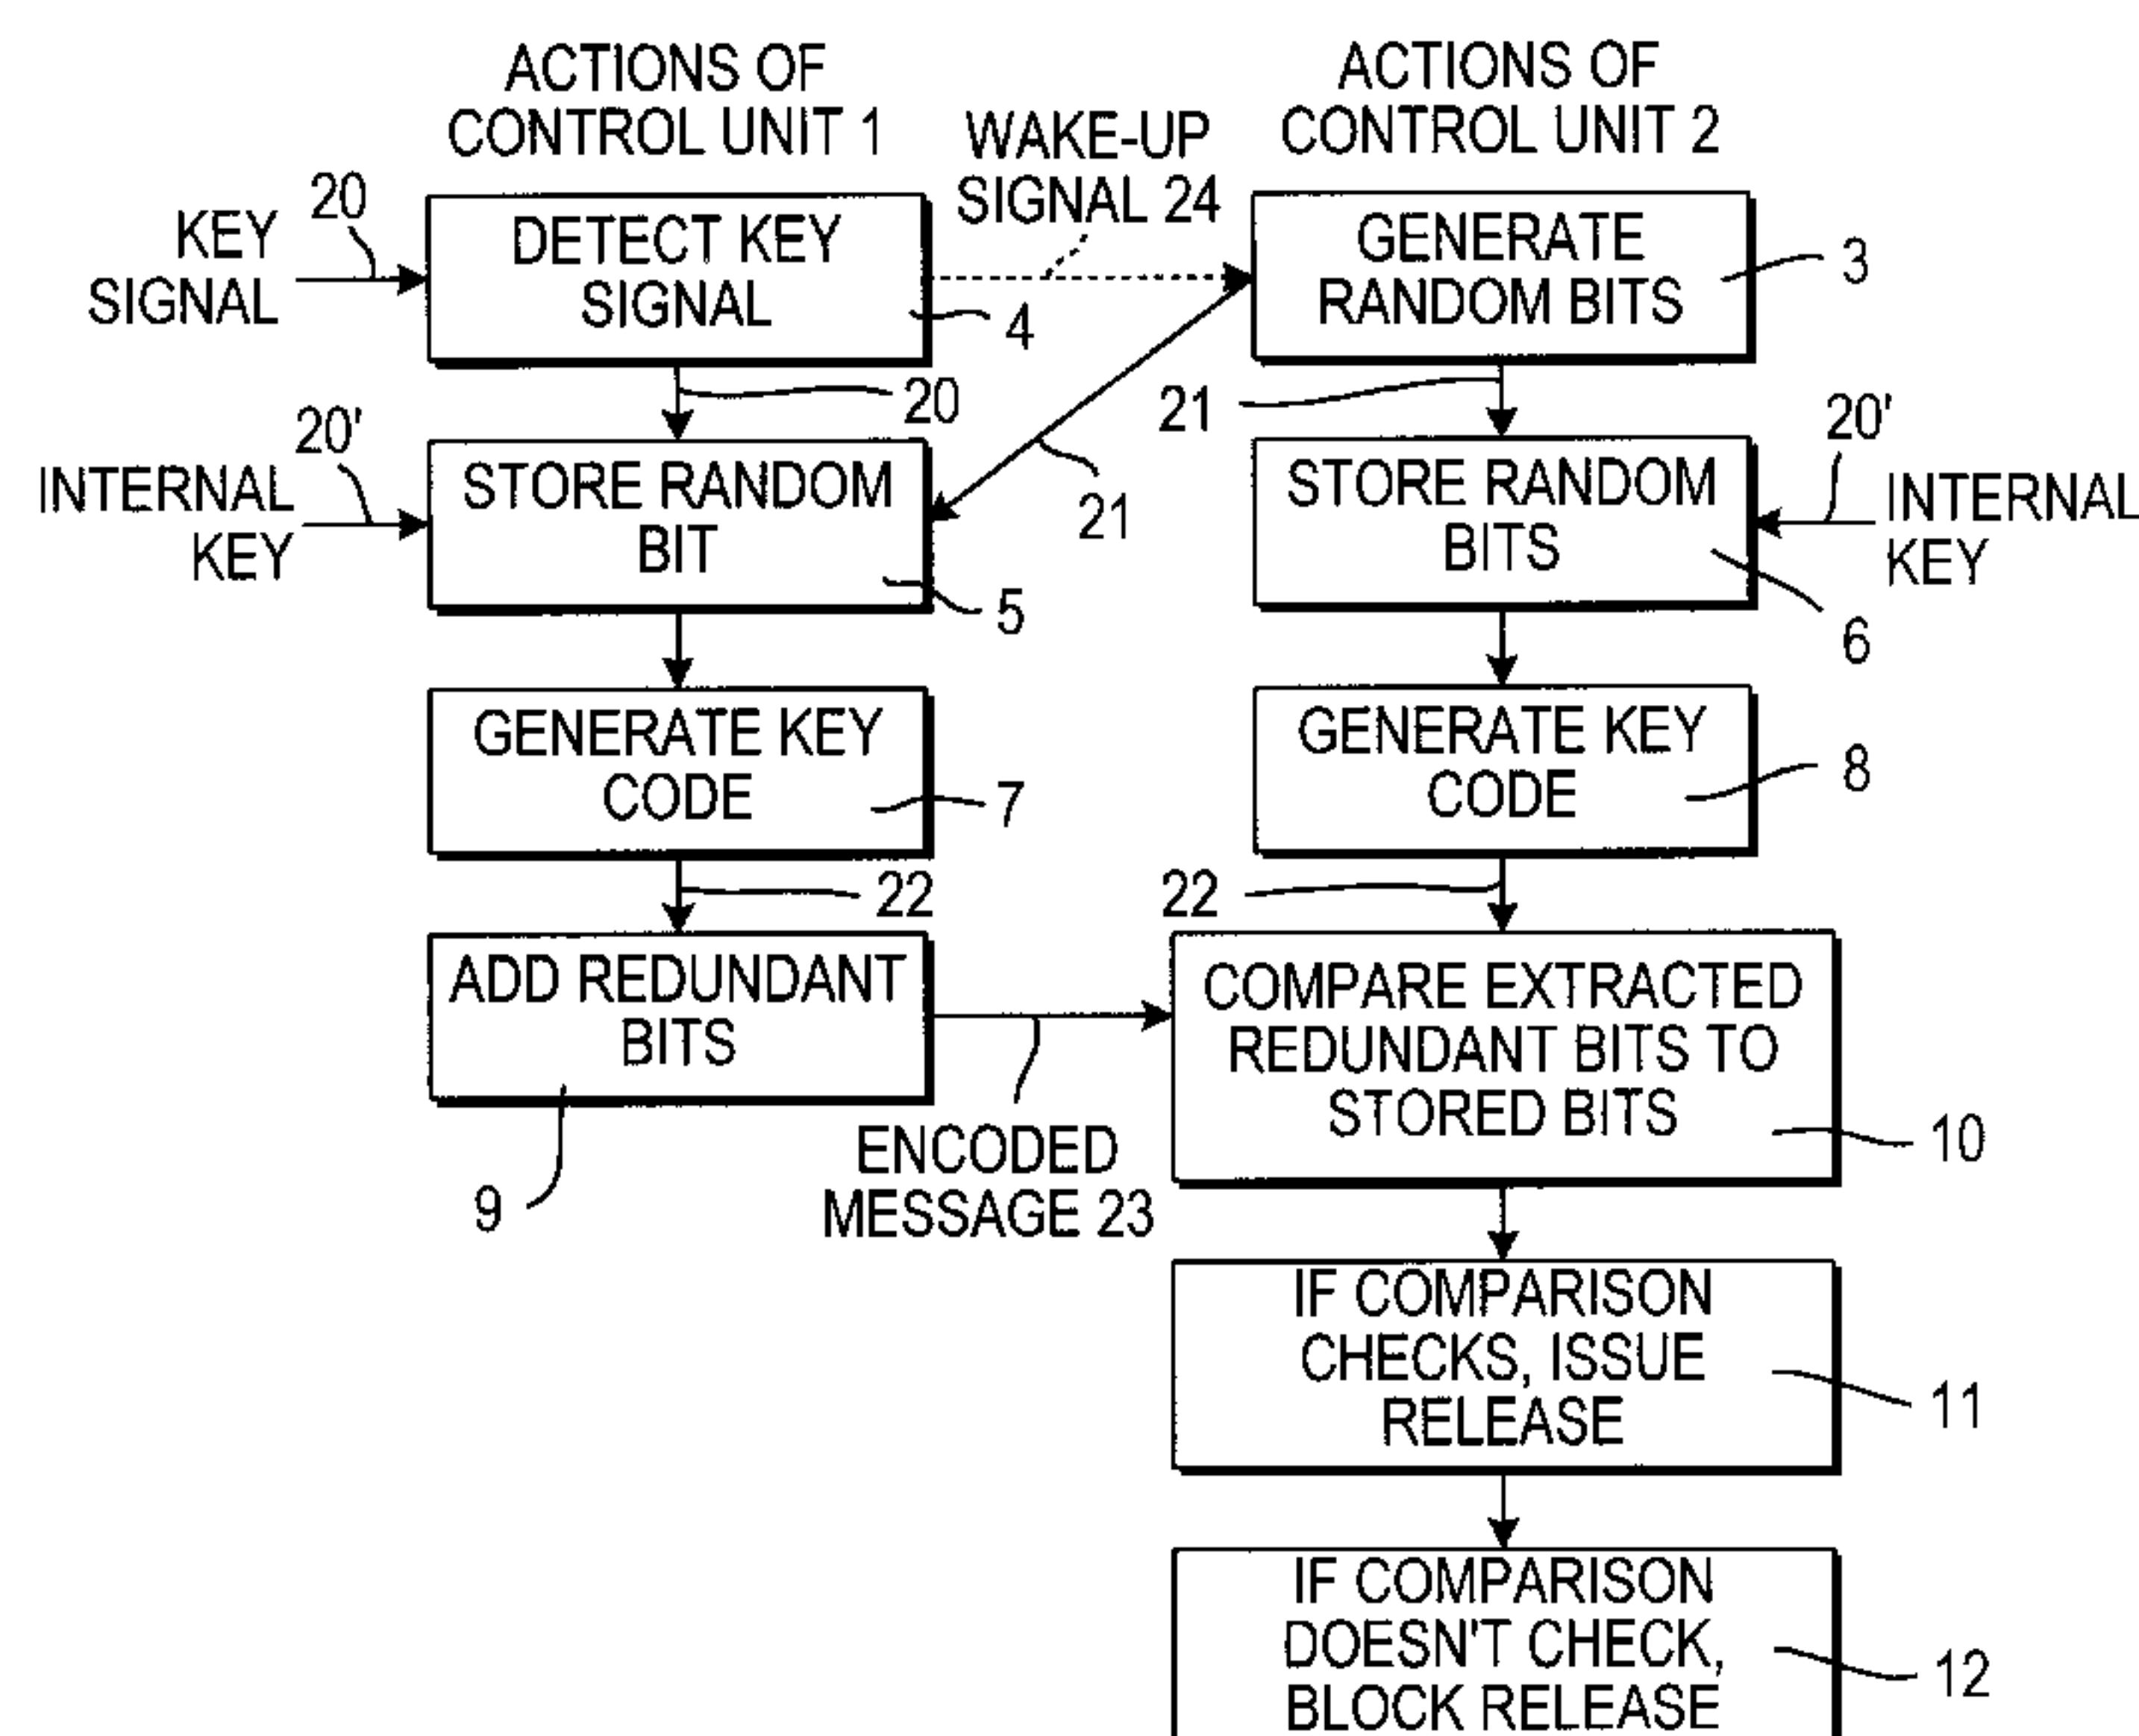 ACTIONS OF
CONTROL UNIT 1
ACTIONS OF
CONTROL UNIT 2
WAKE-UP
SIGNAL 24
KEY
SIGNAL
20
DETECT KEY
SIGNAL
4
GENERATE
RANDOM BITS
3
20
21
21
INTERNAL
KEY
20'
STORE RANDOM
BIT
5
STORE RANDOM
BITS
6
20'
INTERNAL
KEY
GENERATE KEY
CODE
7
GENERATE KEY
CODE
8
22
22
ADD REDUNDANT
BITS
9
ENCODED
MESSAGE 23
COMPARE EXTRACTED
REDUNDANT BITS TO
STORED BITS
10
IF COMPARISON
CHECKS, ISSUE
RELEASE
11
IF COMPARISON
DOESN'T CHECK,
BLOCK RELEASE
12